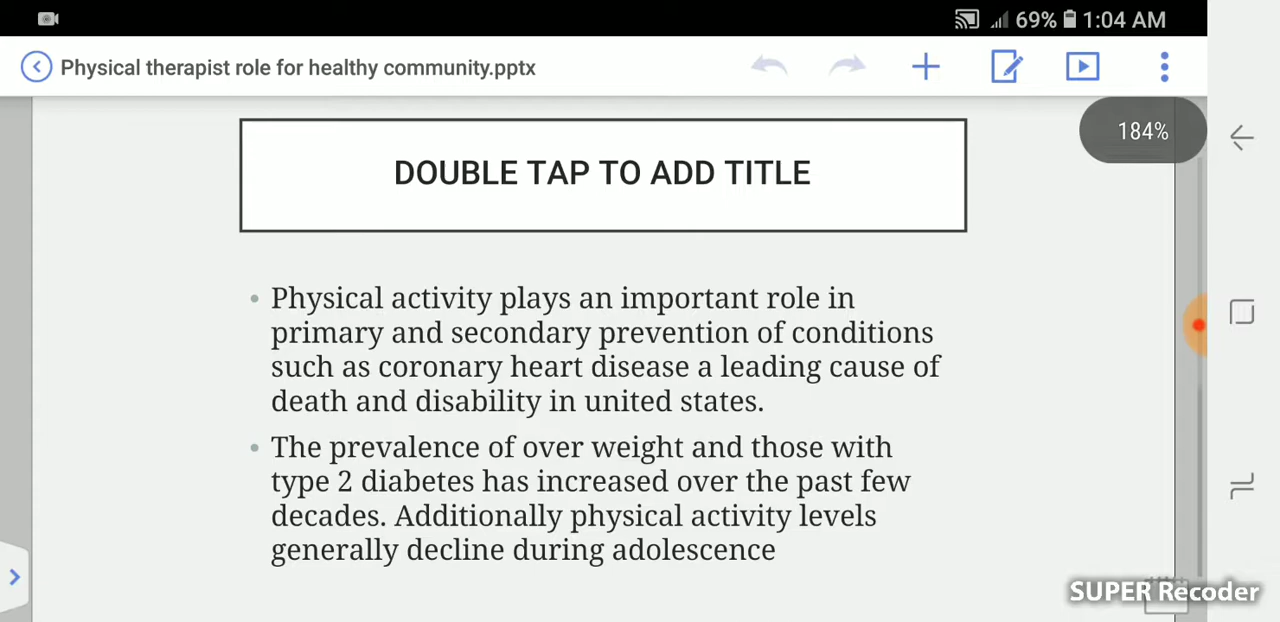 69% 1:04 AM
Physical therapist role for healthy community.pptx
184%
DOUBLE TAP TO ADD TITLE
• Physical activity plays an important role in
primary and secondary prevention of conditions
such as coronary heart disease a leading cause of
death and disability in united states.
• The prevalence of over weight and those with
type 2 diabetes has increased over the past few
decades. Additionally physical activity levels
generally decline during adolescence
SUPER Recoder